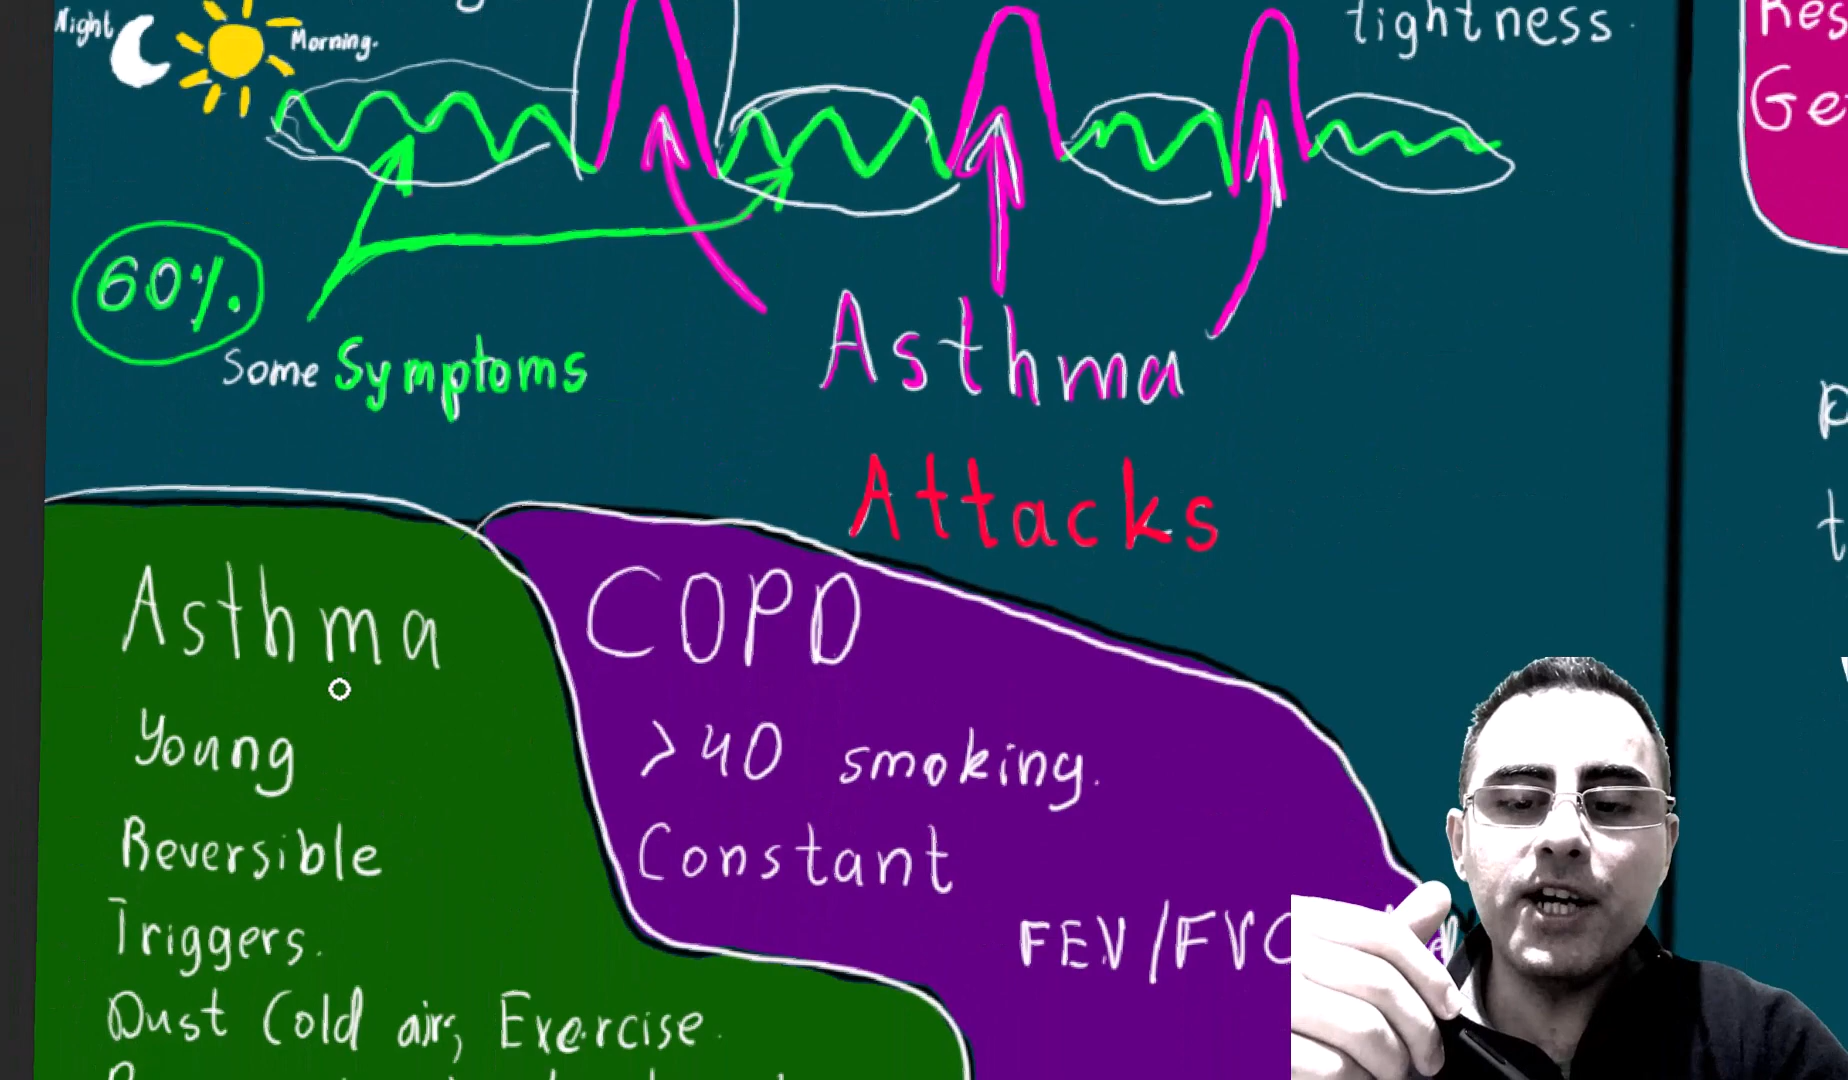 Night
Morning.
tightness.
60%.
Some Symptoms
Asthma
Attacks
Asthma
Young
Reversible
Triggers.
Dust Cold air, Exercise.
COPD
>40 smoking.
Constant
FEV/FVC